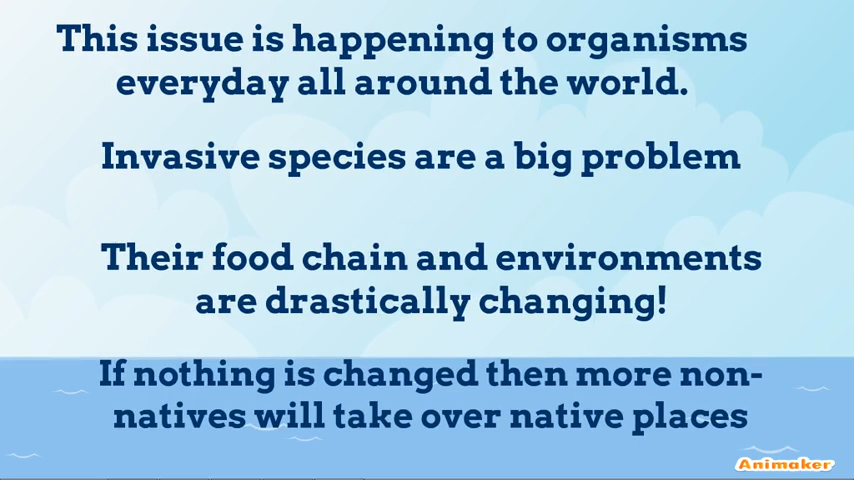 This issue is happening to organisms
everyday all around the world.
Invasive species are a big problem
Their food chain and environments
are drastically changing!
If nothing is changed then more non-
natives will take over native places
Animaker